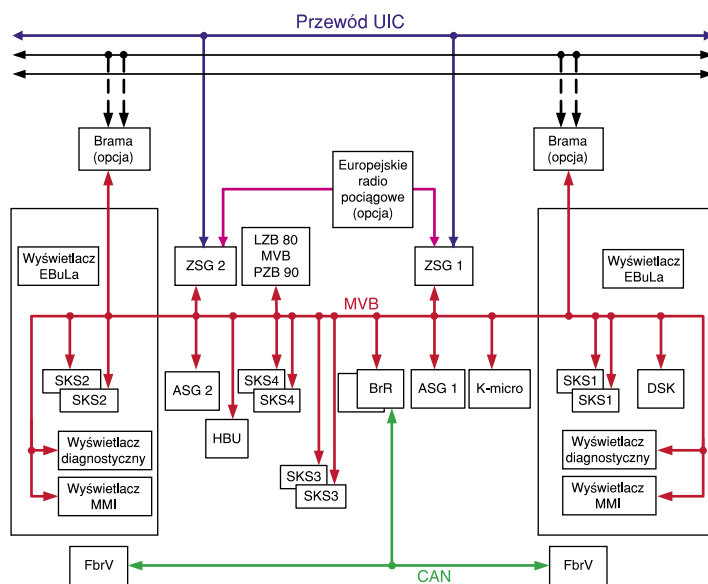 Przewód UIC
Brama
(opcja)
Brama
(opcja)
Europejskie
radio
pociągowe
(opcja)
Wyświetlacz
EBuLa
ZSG 2
LZB 80
MVB
PZB 90
ZSG 1
Wyświetlacz
EBuLa
MVB
SKS2
SKS2
ASG 2
HBU
SKS4
SKS4
SKS3
SKS3
BrR
ASG 1
K-micro
SKS1
SKS1
DSK
Wyświetlacz
diagnostyczny
Wyświetlacz
MMI
Wyświetlacz
diagnostyczny
Wyświetlacz
MMI
FbrV
CAN
FbrV